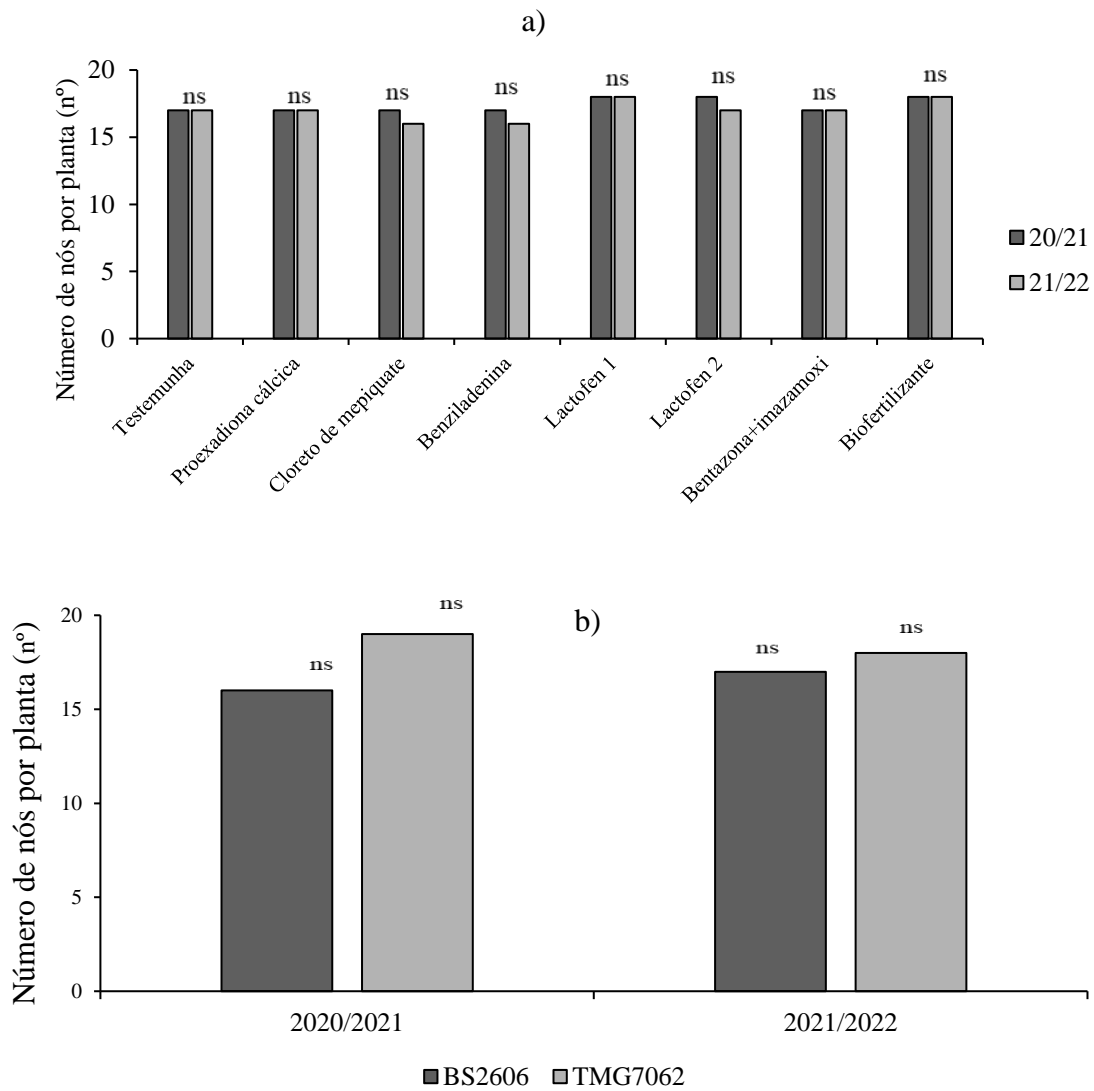 a)
Número de nós por planta (nº)
20
15
10
5
0
ns ns ns ns ns ns ns ns
Testemunha
Proexadiona cálcica
Cloreto de mepiquate
Benziladenina
Lactofen 1
Lactofen 2
Bentazona+imazamoxi
Biofertilizante
20/21
21/22
b)
Número de nós por planta (nº)
20
15
10
5
0
ns
ns
ns
ns
2020/2021 2021/2022
BS2606 TMG7062